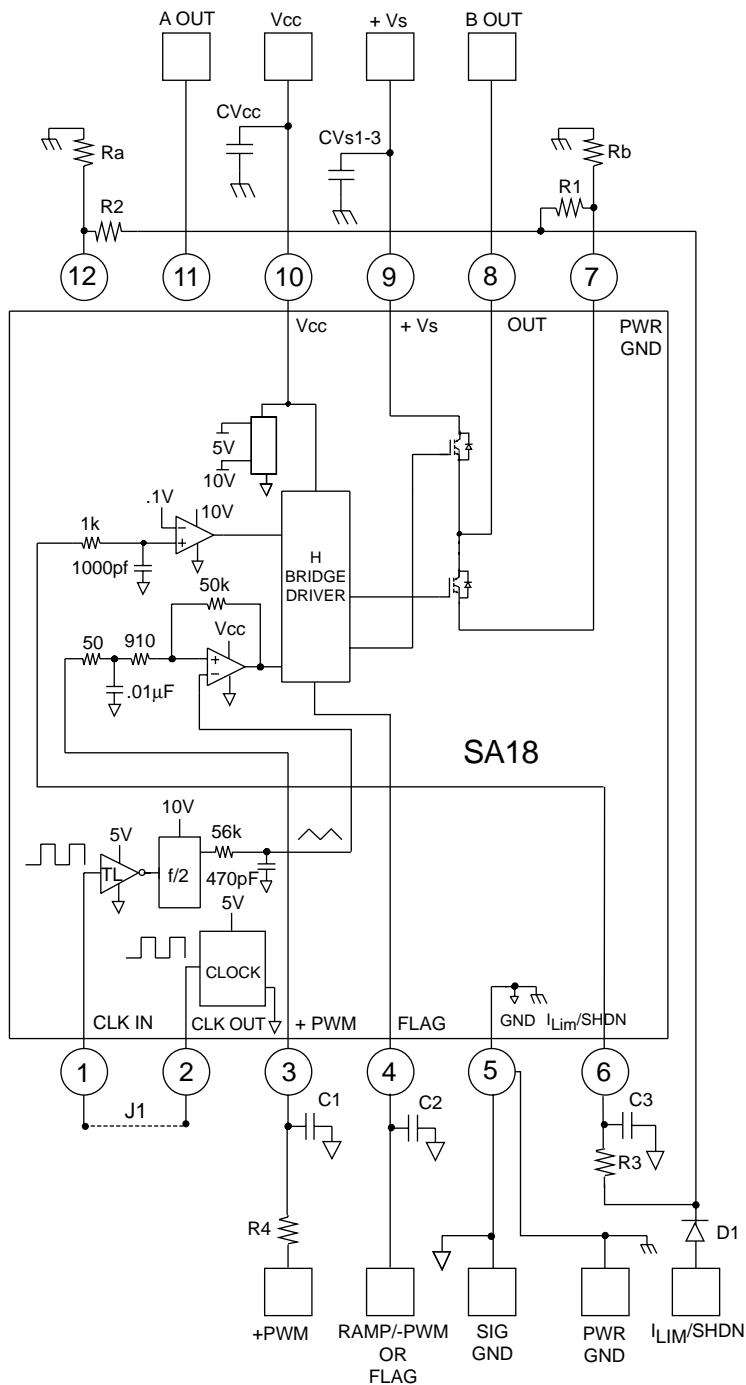 A OUT
Vcc
+ Vs
B OUT
CVcc
CVs1-3
Ra
Rb
R1
R2
12
11
10
9
8
7
Vcc
+ Vs
OUT
PWR
GND
5V
10V
.1V
10V
1k
1000pf
H
BRIDGE
DRIVER
50k
50
910
Vcc
.01µF
SA18
10V
5V
56k
TL
f/2
470pF
5V
CLOCK
CLK IN
CLK OUT
+ PWM
FLAG
GND
ILim/SHDN
1
2
3
4
5
6
J1
C1
C2
C3
R3
R4
D1
+PWM
RAMP/-PWM
OR
FLAG
SIG
GND
PWR
GND
ILIM/SHDN